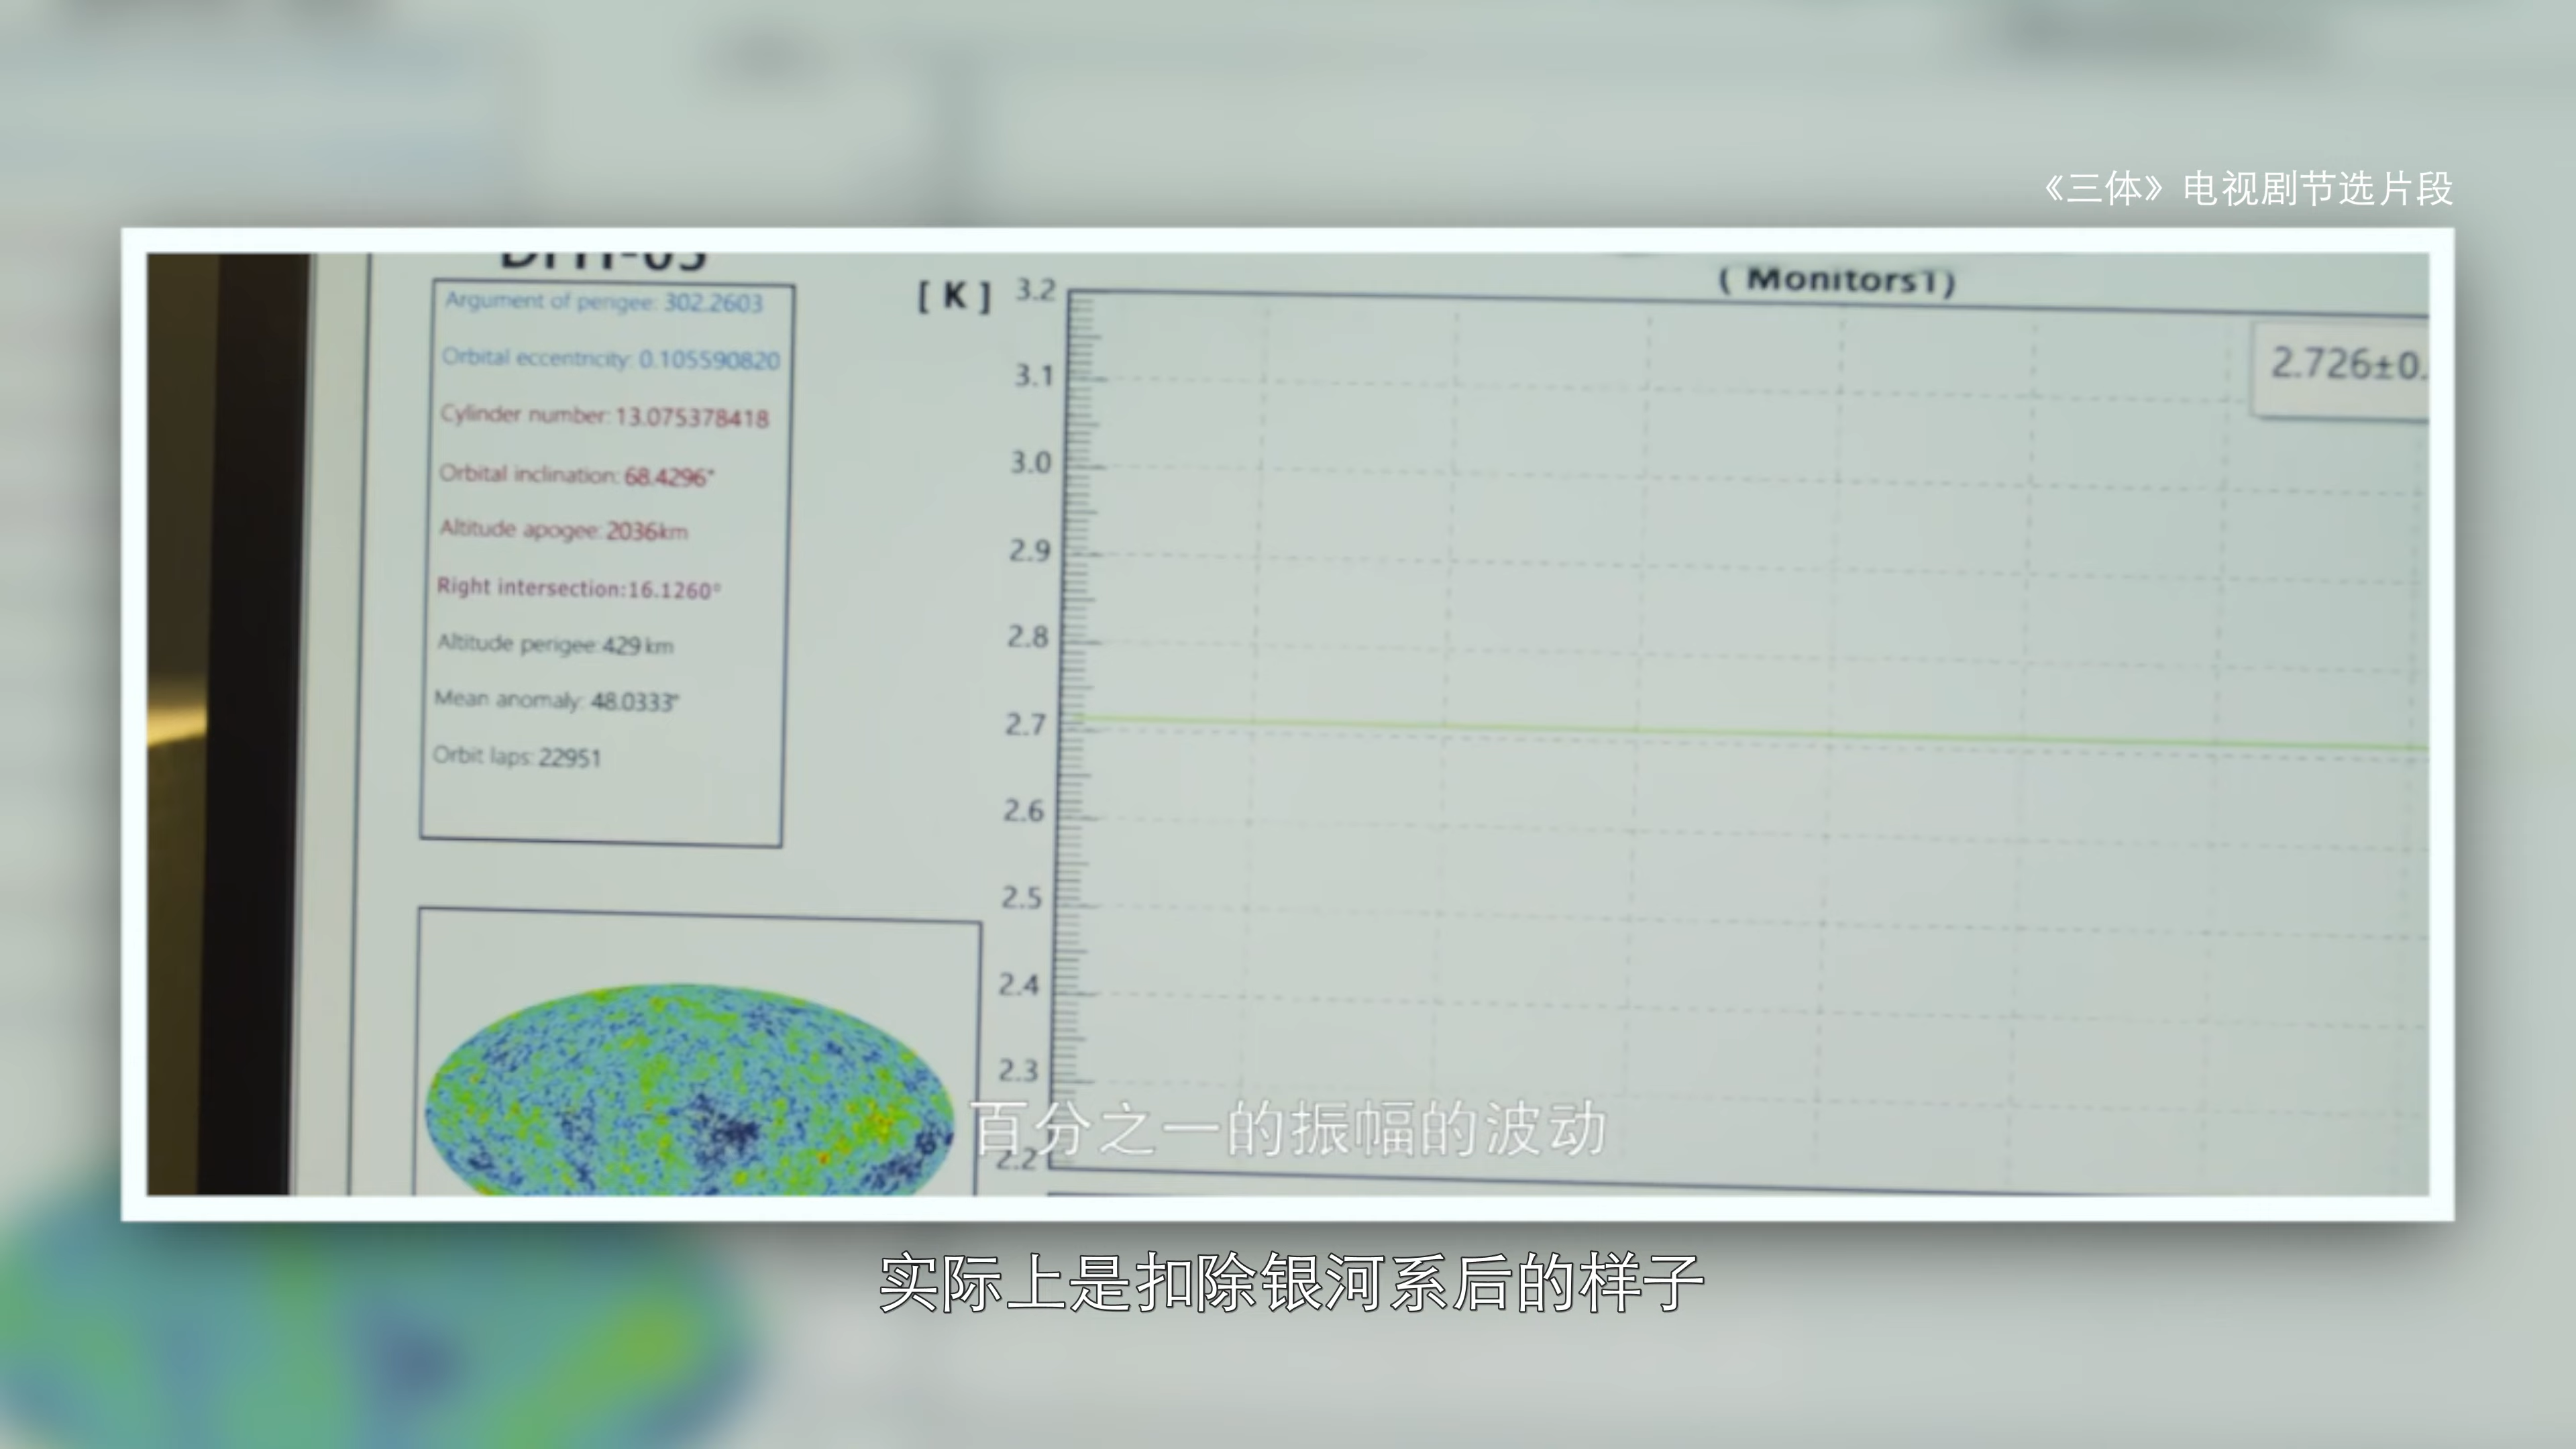 《三体》电视剧节选片段
( Monitors1)
Argument of perigee: 302.2603
Orbital eccentricity: 0.105590820
Cylinder number: 13.075378418
Orbital inclination: 68.4296°
Altitude apogee: 2036km
Right intersection:16.1260°
Altitude perigee: 429 km
Mean anomaly: 48.0333°
Orbit laps: 22951
[ K ]
3.2
3.1
3.0
2.9
2.8
2.7
2.6
2.5
2.4
2.3
2.2
2.726±0.
百分之一的振幅的波动
实际上是扣除银河系后的样子